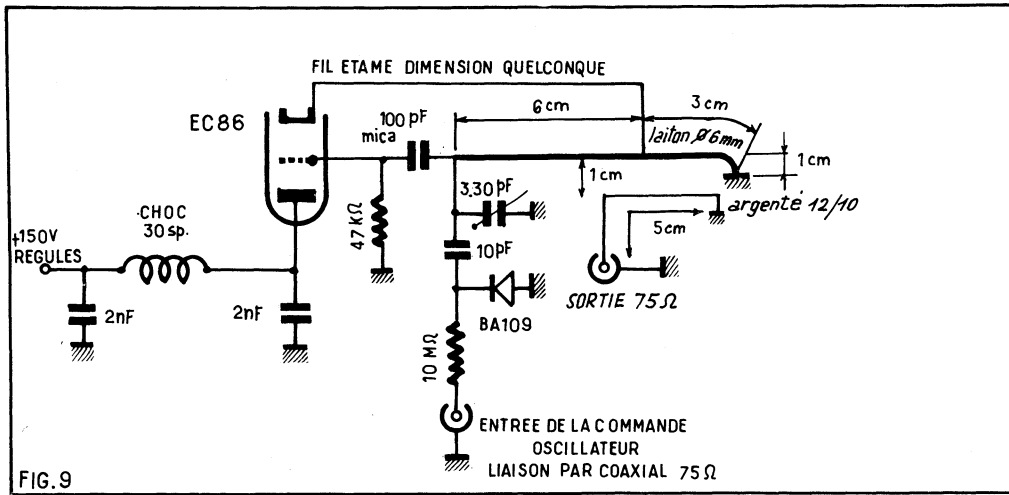 FIL ETAME DIMENSION QUELCONQUE
EC86
100 pF
mica
6 cm
3 cm
laiton ø 6mm
1 cm
1 cm
argenté 12/10
CHOC
30 sp.
+150V
REGULES
2nF
2nF
47 kΩ
3.30 pF
10pF
BA109
10 MΩ
5cm
SORTIE 75Ω
ENTREE DE LA COMMANDE
OSCILLATEUR
LIAISON PAR COAXIAL 75Ω
FIG.9